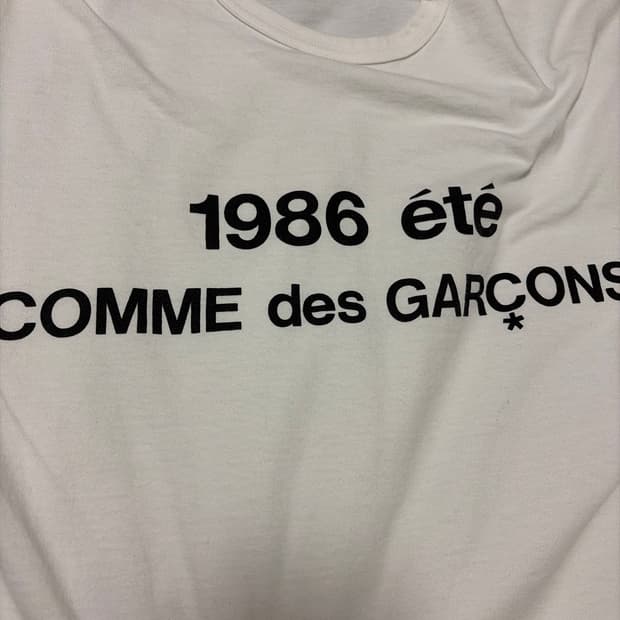 1986 été
COMME des GARÇONS
*